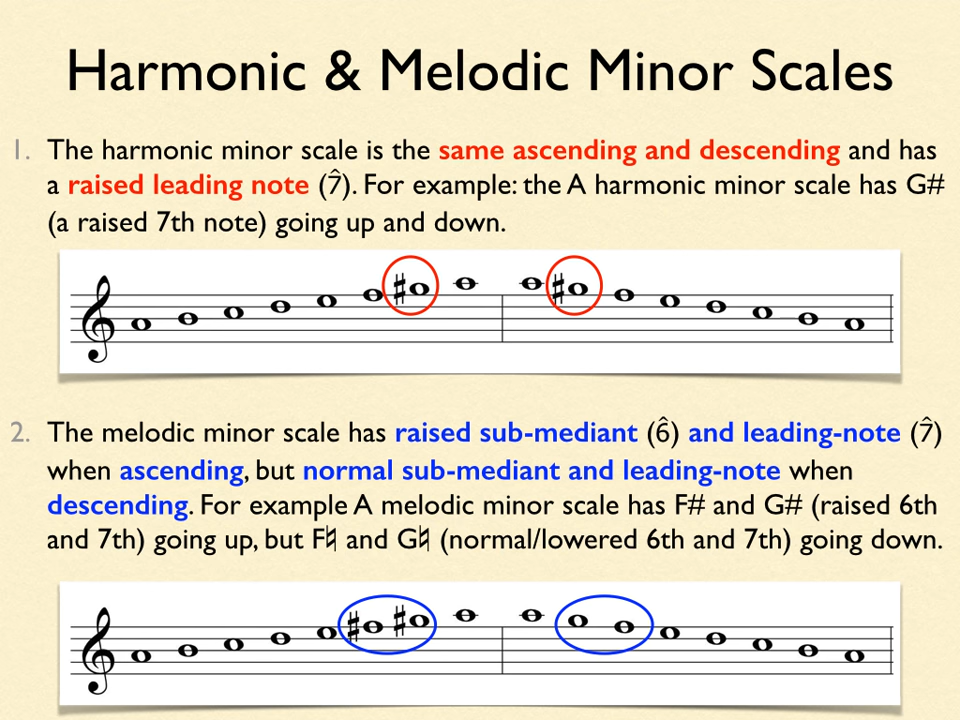 Harmonic & Melodic Minor Scales
1. The harmonic minor scale is the same ascending and descending and has
a raised leading note (7̂). For example: the A harmonic minor scale has G#
(a raised 7th note) going up and down.
2. The melodic minor scale has raised sub-mediant (6̂) and leading-note (7̂)
when ascending, but normal sub-mediant and leading-note when
descending. For example A melodic minor scale has F# and G# (raised 6th
and 7th) going up, but F♮ and G♮ (normal/lowered 6th and 7th) going down.